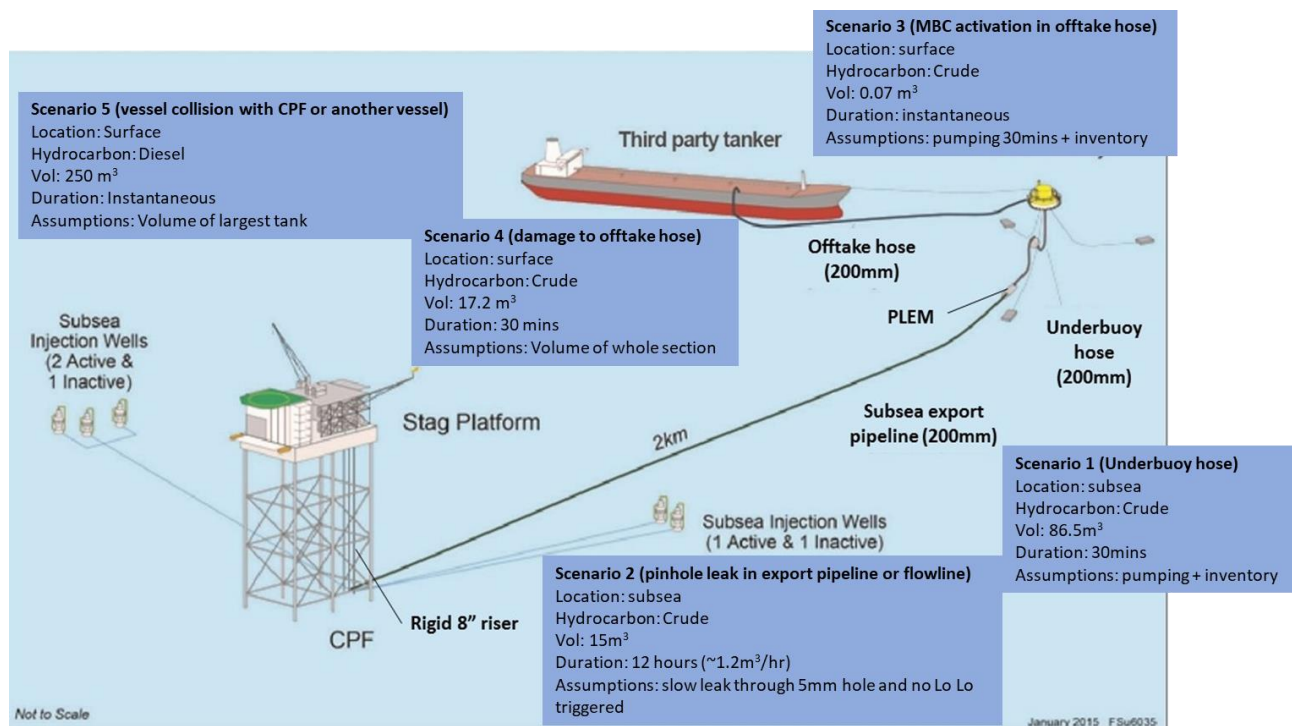 Scenario 3 (MBC activation in offtake hose)
Location: surface
Hydrocarbon: Crude
Vol: 0.07 m³
Duration: instantaneous
Assumptions: pumping 30mins + inventory
Scenario 5 (vessel collision with CPF or another vessel)
Location: Surface
Hydrocarbon: Diesel
Vol: 250 m³
Duration: Instantaneous
Assumptions: Volume of largest tank
Third party tanker
Scenario 4 (damage to offtake hose)
Location: surface
Hydrocarbon: Crude
Vol: 17.2 m³
Duration: 30 mins
Assumptions: Volume of whole section
Offtake hose
(200mm)
PLEM
Underbuoy
hose
(200mm)
Subsea
Injection Wells
(2 Active &
1 Inactive)
Stag Platform
2km
Subsea export
pipeline (200mm)
Scenario 1 (Underbuoy hose)
Location: subsea
Hydrocarbon: Crude
Vol: 86.5m³
Duration: 30mins
Assumptions: pumping + inventory
Subsea Injection Wells
(1 Active & 1 Inactive)
Scenario 2 (pinhole leak in export pipeline or flowline)
Location: subsea
Hydrocarbon: Crude
Vol: 15m³
Duration: 12 hours (~1.2m³/hr)
Assumptions: slow leak through 5mm hole and no Lo Lo
triggered
Rigid 8” riser
CPF
Not to Scale
January 2015 FSu6035